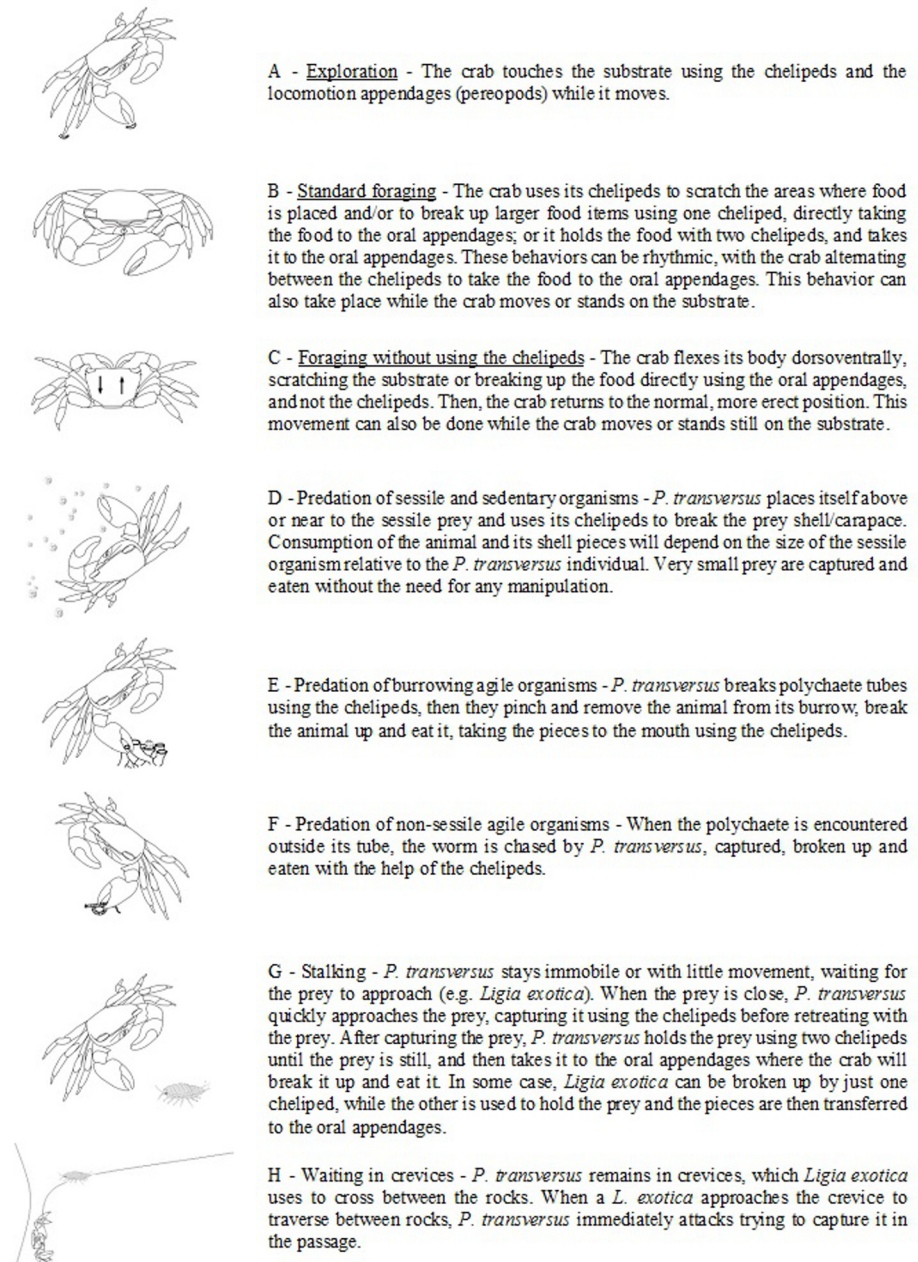 A - Exploration - The crab touches the substrate using the chelipeds and the
locomotion appendages (pereopods) while it moves.
B - Standard foraging - The crab uses its chelipeds to scratch the areas where food
is placed and/or to break up larger food items using one cheliped, directly taking
the food to the oral appendages; or it holds the food with two chelipeds, and takes
it to the oral appendages. These behaviors can be rhythmic, with the crab alternating
between the chelipeds to take the food to the oral appendages. This behavior can
also take place while the crab moves or stands on the substrate.
C - Foraging without using the chelipeds - The crab flexes its body dorsoventrally,
scratching the substrate or breaking up the food directly using the oral appendages,
and not the chelipeds. Then, the crab returns to the normal, more erect position. This
movement can also be done while the crab moves or stands still on the substrate.
D - Predation of sessile and sedentary organisms - P. transversus places itself above
or near to the sessile prey and uses its chelipeds to break the prey shell/carapace.
Consumption of the animal and its shell pieces will depend on the size of the sessile
organism relative to the P. transversus individual. Very small prey are captured and
eaten without the need for any manipulation.
E - Predation of burrowing agile organisms - P. transversus breaks polychaete tubes
using the chelipeds, then they pinch and remove the animal from its burrow, break
the animal up and eat it, taking the pieces to the mouth using the chelipeds.
F - Predation of non-sessile agile organisms - When the polychaete is encountered
outside its tube, the worm is chased by P. transversus, captured, broken up and
eaten with the help of the chelipeds.
G - Stalking - P. transversus stays immobile or with little movement, waiting for
the prey to approach (e.g. Ligia exotica). When the prey is close, P. transversus
quickly approaches the prey, capturing it using the chelipeds before retreating with
the prey. After capturing the prey, P. transversus holds the prey using two chelipeds
until the prey is still, and then takes it to the oral appendages where the crab will
break it up and eat it. In some case, Ligia exotica can be broken up by just one
cheliped, while the other is used to hold the prey and the pieces are then transferred
to the oral appendages.
H - Waiting in crevices - P. transversus remains in crevices, which Ligia exotica
uses to cross between the rocks. When a L. exotica approaches the crevice to
traverse between rocks, P. transversus immediately attacks trying to capture it in
the passage.